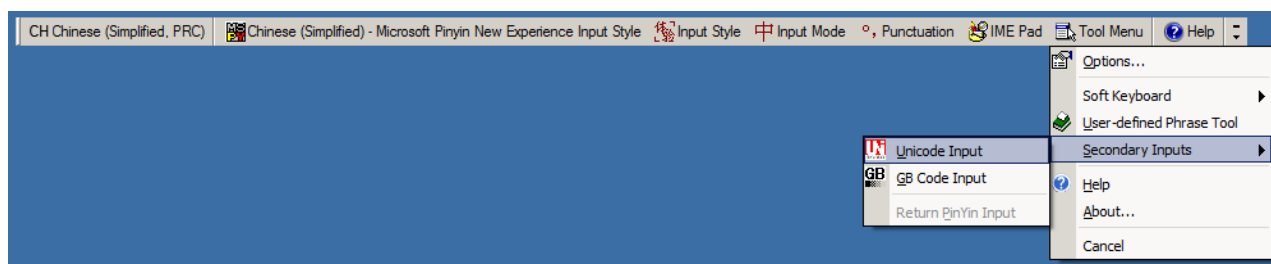 CH Chinese (Simplified, PRC) Chinese (Simplified) - Microsoft Pinyin New Experience Input Style Input Style 中 Input Mode °, Punctuation IME Pad Tool Menu Help
Options...
Soft Keyboard
User-defined Phrase Tool
Secondary Inputs
Help
About...
Cancel
Unicode Input
GB GB Code Input
Return PinYin Input